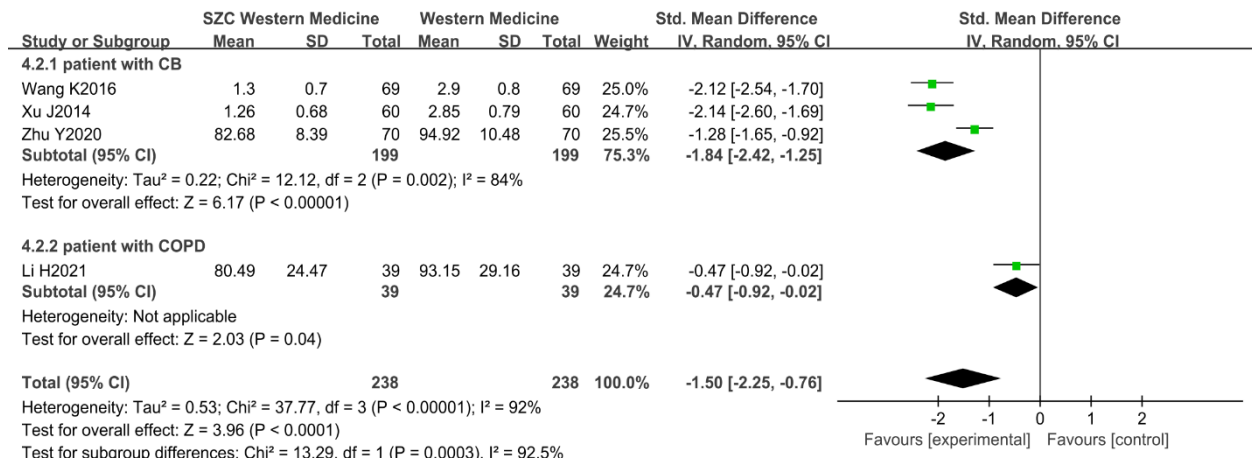 SZC Western Medicine Western Medicine Std. Mean Difference Std. Mean Difference
Study or Subgroup Mean SD Total Mean SD Total Weight IV, Random, 95% CI IV, Random, 95% CI
4.2.1 patient with CB
Wang K2016 1.3 0.7 69 2.9 0.8 69 25.0% -2.12 [-2.54, -1.70]
Xu J2014 1.26 0.68 60 2.85 0.79 60 24.7% -2.14 [-2.60, -1.69]
Zhu Y2020 82.68 8.39 70 94.92 10.48 70 25.5% -1.28 [-1.65, -0.92]
Subtotal (95% CI) 199 199 75.3% -1.84 [-2.42, -1.25]
Heterogeneity: Tau² = 0.22; Chi² = 12.12, df = 2 (P = 0.002); I² = 84%
Test for overall effect: Z = 6.17 (P < 0.00001)
4.2.2 patient with COPD
Li H2021 80.49 24.47 39 93.15 29.16 39 24.7% -0.47 [-0.92, -0.02]
Subtotal (95% CI) 39 39 24.7% -0.47 [-0.92, -0.02]
Heterogeneity: Not applicable
Test for overall effect: Z = 2.03 (P = 0.04)
Total (95% CI) 238 238 100.0% -1.50 [-2.25, -0.76]
Heterogeneity: Tau² = 0.53; Chi² = 37.77, df = 3 (P < 0.00001); I² = 92%
Test for overall effect: Z = 3.96 (P < 0.0001)
Test for subgroup differences: Chi² = 13.29, df = 1 (P = 0.0003), I² = 92.5%
-2 -1 0 1 2
Favours [experimental] Favours [control]